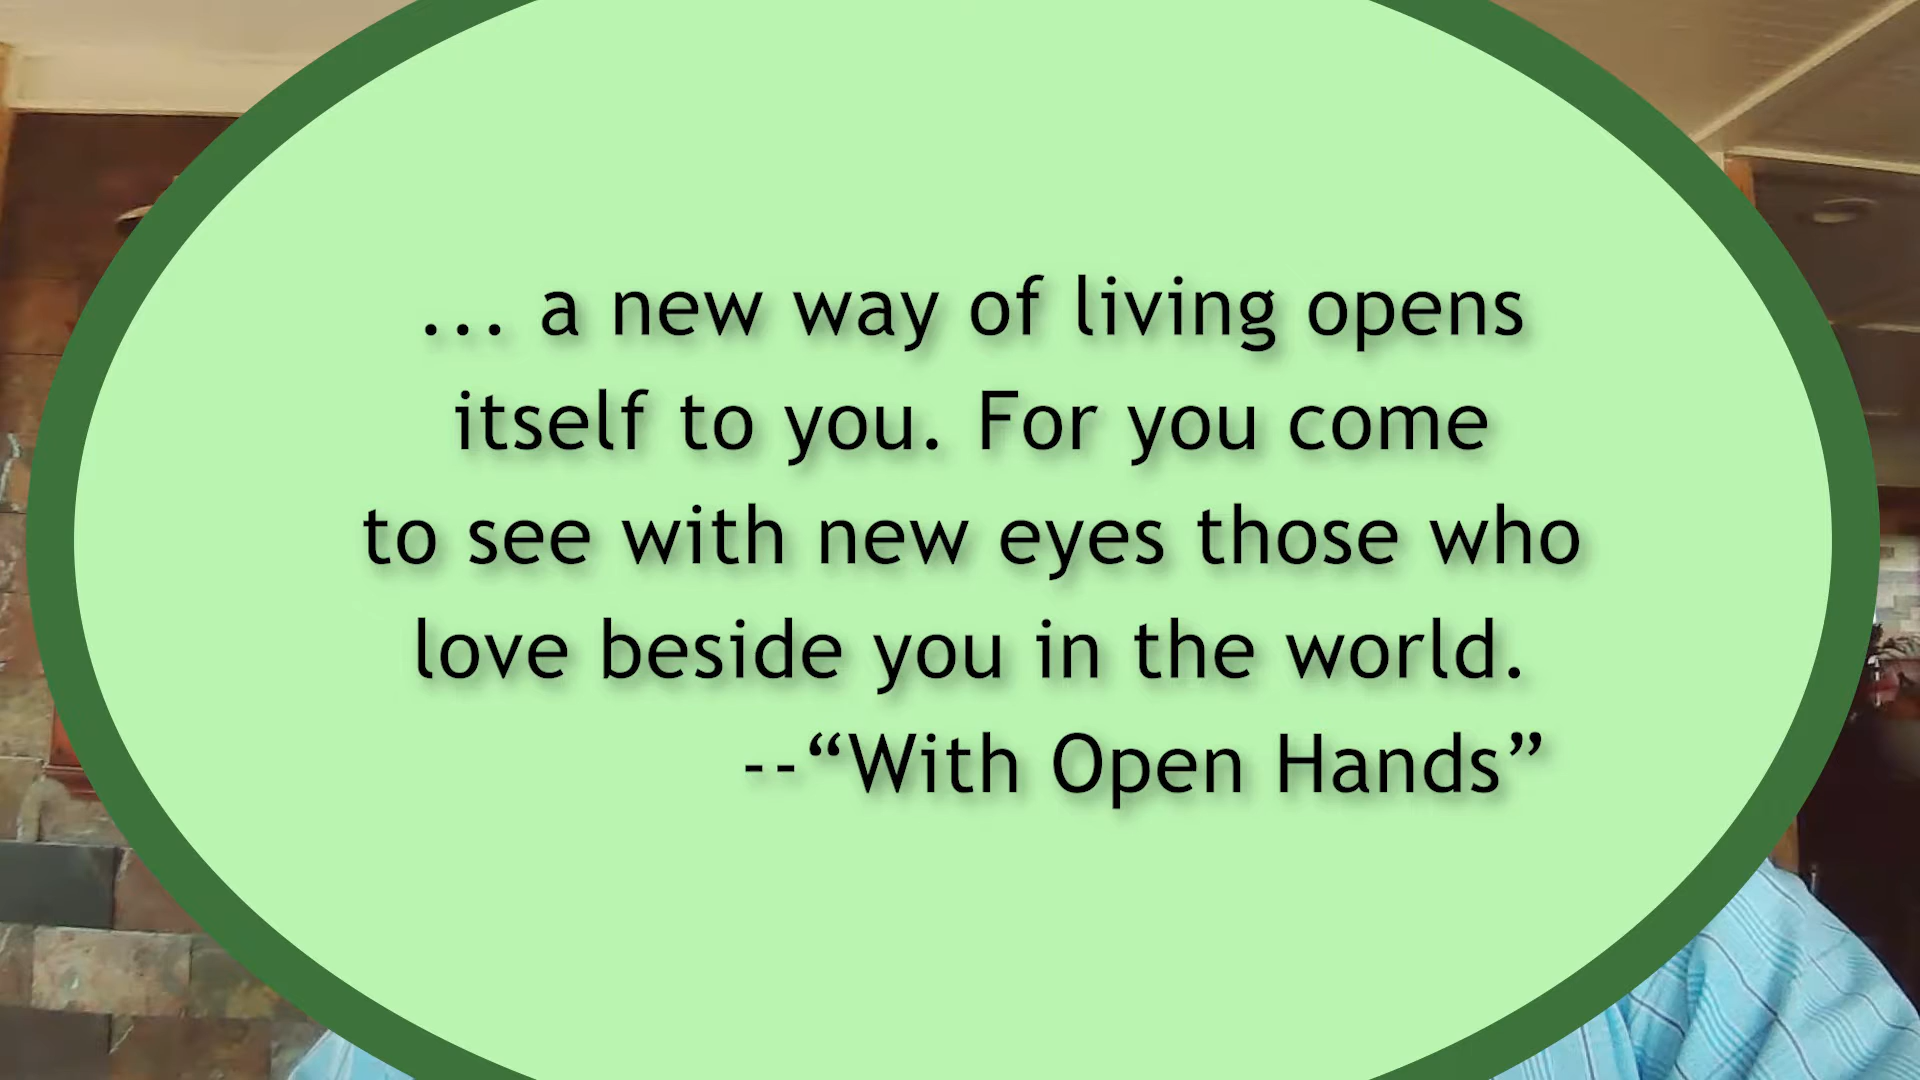 ... a new way of living opens
itself to you. For you come
to see with new eyes those who
love beside you in the world.
--“With Open Hands”